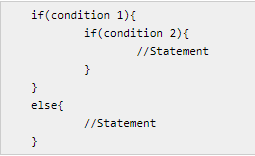 if(condition 1){
if(condition 2){
//Statement
}
}
else{
//Statement
}